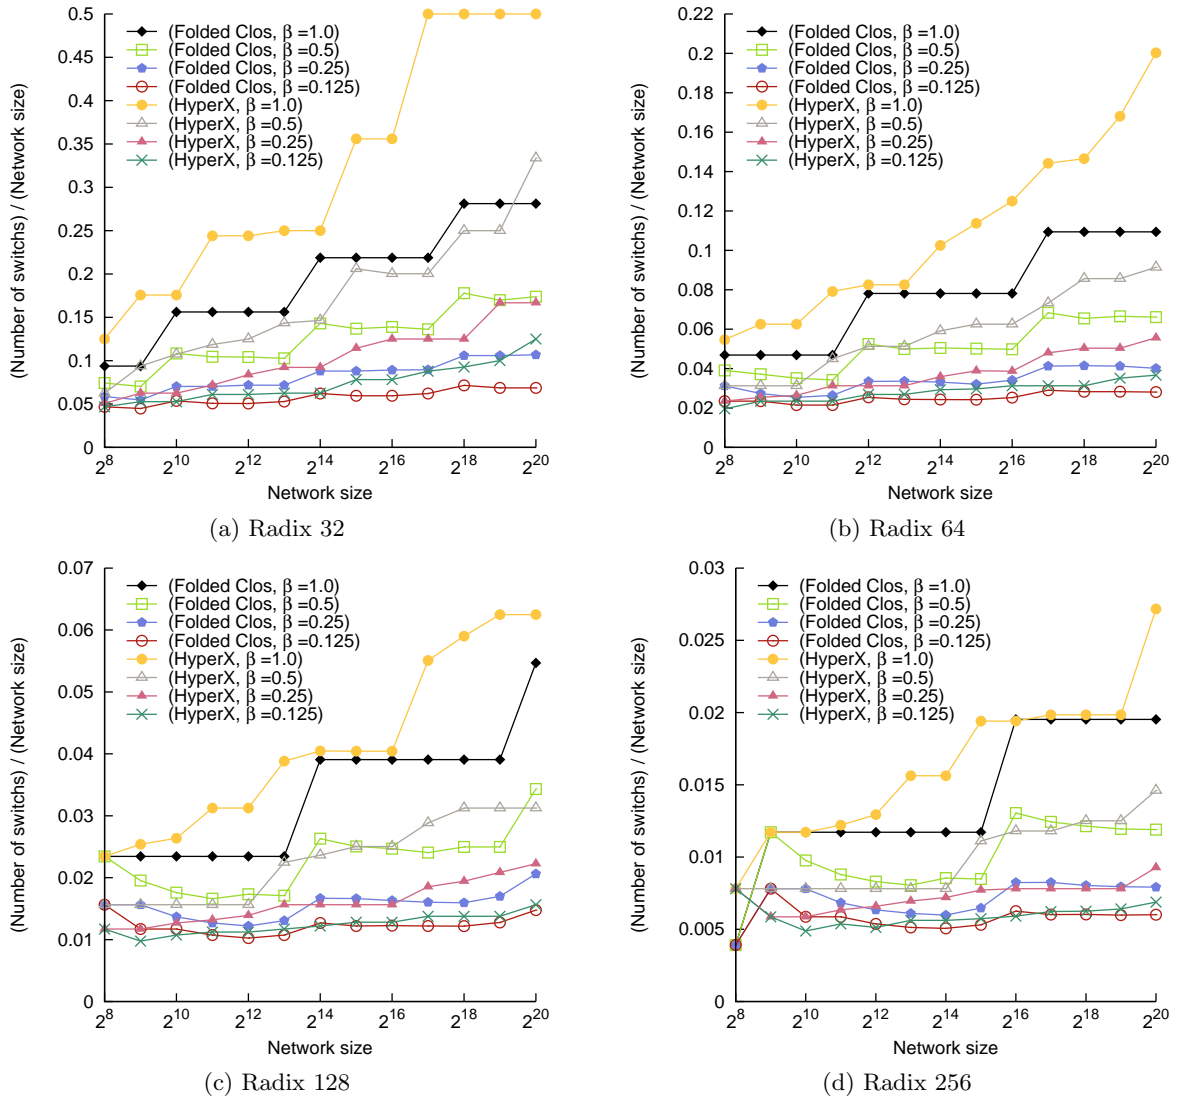 (Number of switchs) / (Network size)
0.5
0.45
0.4
0.35
0.3
0.25
0.2
0.15
0.1
0.05
0
(Folded Clos, β =1.0)
(Folded Clos, β =0.5)
(Folded Clos, β =0.25)
(Folded Clos, β =0.125)
(HyperX, β =1.0)
(HyperX, β =0.5)
(HyperX, β =0.25)
(HyperX, β =0.125)
2^8 2^10 2^12 2^14 2^16 2^18 2^20
Network size
(a) Radix 32
(Number of switchs) / (Network size)
0.22
0.2
0.18
0.16
0.14
0.12
0.1
0.08
0.06
0.04
0.02
0
(Folded Clos, β =1.0)
(Folded Clos, β =0.5)
(Folded Clos, β =0.25)
(Folded Clos, β =0.125)
(HyperX, β =1.0)
(HyperX, β =0.5)
(HyperX, β =0.25)
(HyperX, β =0.125)
2^8 2^10 2^12 2^14 2^16 2^18 2^20
Network size
(b) Radix 64
(Number of switchs) / (Network size)
0.07
0.06
0.05
0.04
0.03
0.02
0.01
0
(Folded Clos, β =1.0)
(Folded Clos, β =0.5)
(Folded Clos, β =0.25)
(Folded Clos, β =0.125)
(HyperX, β =1.0)
(HyperX, β =0.5)
(HyperX, β =0.25)
(HyperX, β =0.125)
2^8 2^10 2^12 2^14 2^16 2^18 2^20
Network size
(c) Radix 128
(Number of switchs) / (Network size)
0.03
0.025
0.02
0.015
0.01
0.005
0
(Folded Clos, β =1.0)
(Folded Clos, β =0.5)
(Folded Clos, β =0.25)
(Folded Clos, β =0.125)
(HyperX, β =1.0)
(HyperX, β =0.5)
(HyperX, β =0.25)
(HyperX, β =0.125)
2^8 2^10 2^12 2^14 2^16 2^18 2^20
Network size
(d) Radix 256